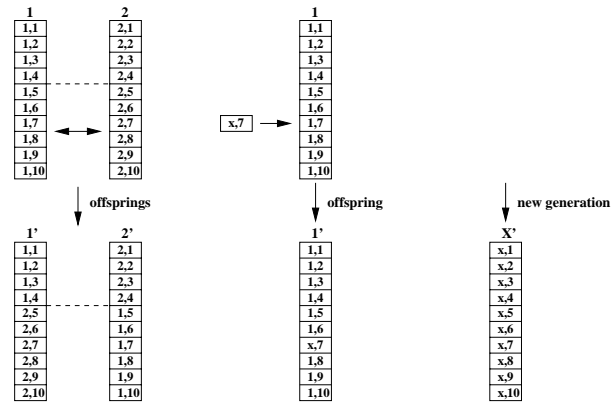 1 2 1
1,1 2,1 1,1
1,2 2,2 1,2
1,3 2,3 1,3
1,4 2,4 1,4
1,5 2,5 1,5
1,6 2,6 1,6
1,7 2,7 x,7 1,7
1,8 2,8 1,8
1,9 2,9 1,9
1,10 2,10 1,10
offsprings offspring new generation
1' 2' 1' X'
1,1 2,1 1,1 x,1
1,2 2,2 1,2 x,2
1,3 2,3 1,3 x,3
1,4 2,4 1,4 x,4
2,5 1,5 1,5 x,5
2,6 1,6 1,6 x,6
2,7 1,7 x,7 x,7
2,8 1,8 1,8 x,8
2,9 1,9 1,9 x,9
2,10 1,10 1,10 x,10